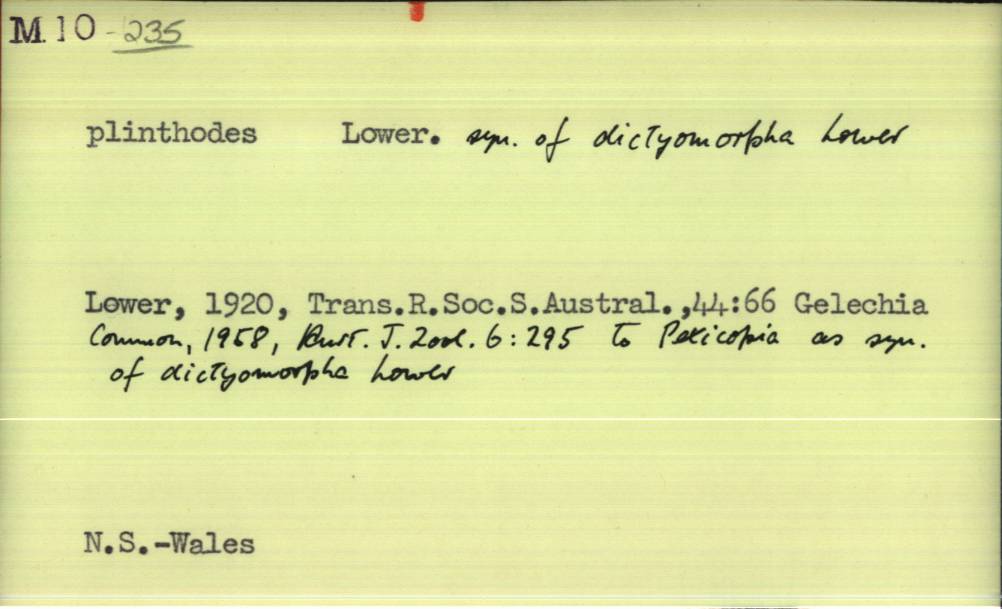 M 10 - 235
plinthodes Lower. syn. of dictyomorpha Lower
Lower, 1920, Trans.R.Soc.S.Austral.,44:66 Gelechia
Common, 1958, Aust. J. Zool. 6:295 to Pexicopia as syn.
of dictyomorpha Lower
N.S.-Wales